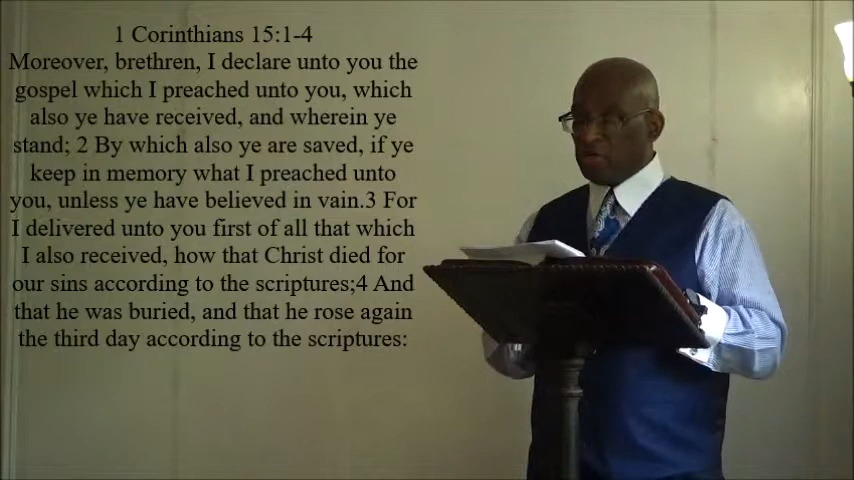 1 Corinthians 15:1-4
Moreover, brethren, I declare unto you the
gospel which I preached unto you, which
also ye have received, and wherein ye
stand; 2 By which also ye are saved, if ye
keep in memory what I preached unto
you, unless ye have believed in vain.3 For
I delivered unto you first of all that which
I also received, how that Christ died for
our sins according to the scriptures;4 And
that he was buried, and that he rose again
the third day according to the scriptures: